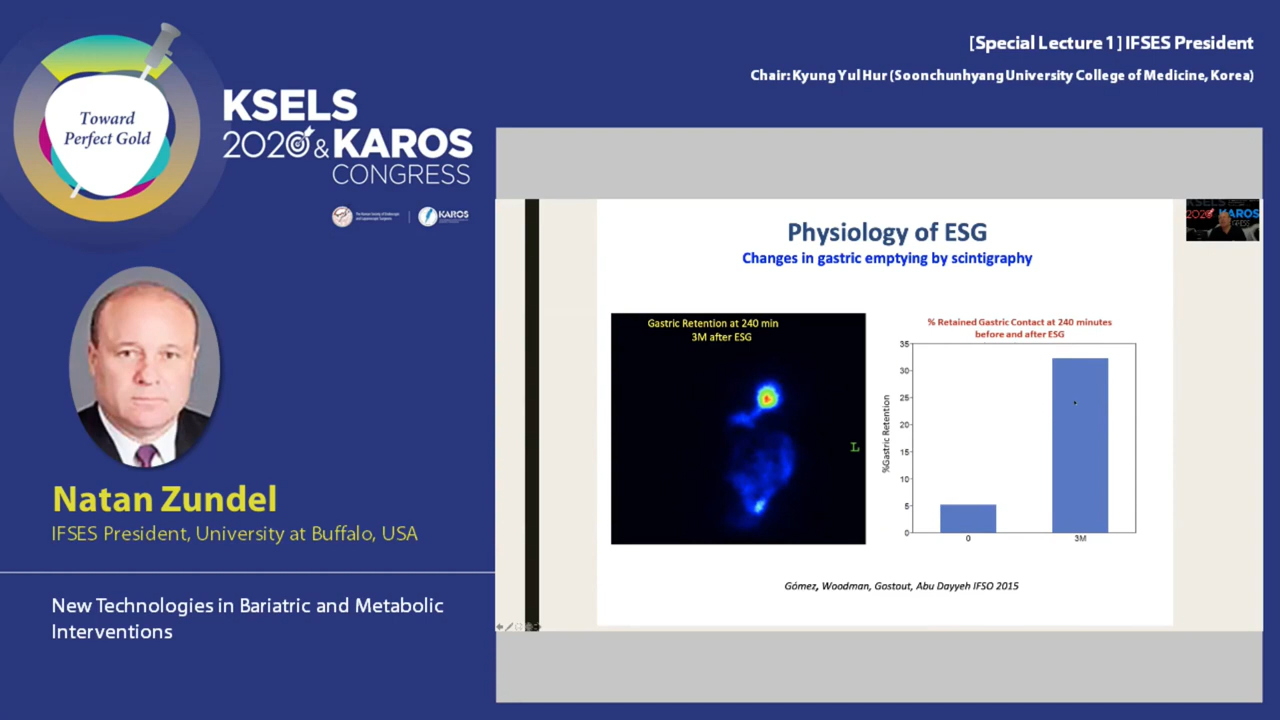 [Special Lecture 1] IFSES President
Chair: Kyung Yul Hur (Soonchunhyang University College of Medicine, Korea)
Toward
Perfect Gold
KSELS
2020 & KAROS
CONGRESS
KAROS
Natan Zundel
IFSES President, University at Buffalo, USA
New Technologies in Bariatric and Metabolic
Interventions
Physiology of ESG
Changes in gastric emptying by scintigraphy
Gastric Retention at 240 min
3M after ESG
L
% Retained Gastric Contact at 240 minutes
before and after ESG
%Gastric Retention
35
30
25
20
15
10
5
0
0
3M
Gómez, Woodman, Gostout, Abu Dayyeh IFSO 2015
KSELS
2020 KAROS